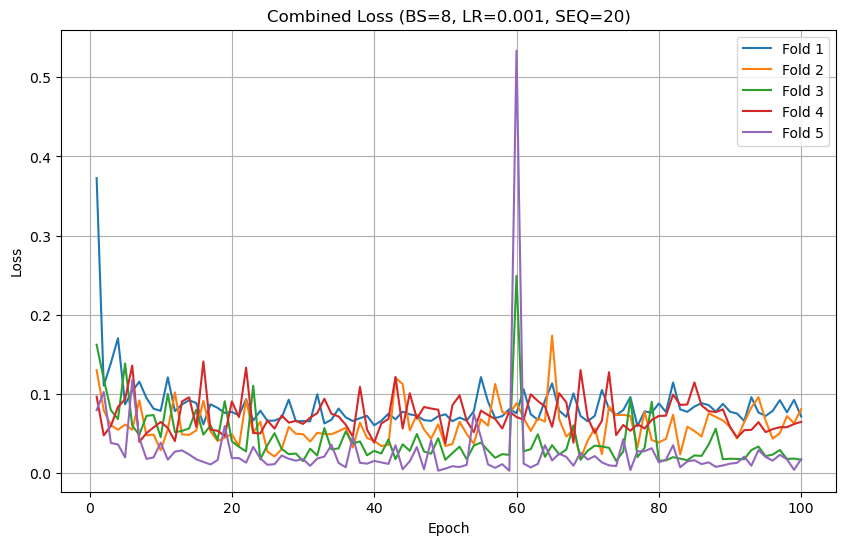 Combined Loss (BS=8, LR=0.001, SEQ=20)
Fold 1
Fold 2
Fold 3
Fold 4
Fold 5
Loss
0.5
0.4
0.3
0.2
0.1
0.0
0 20 40 60 80 100
Epoch